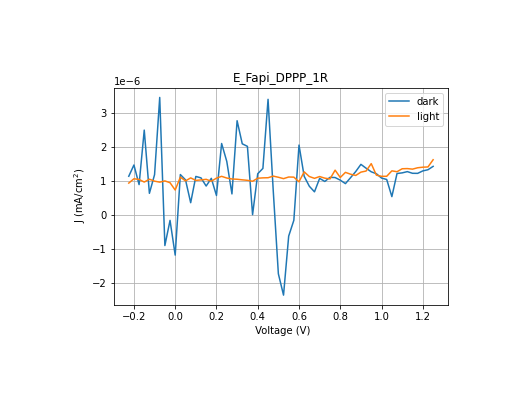 E_Fapi_DPPP_1R
1e−6
dark
light
3
2
1
0
−1
−2
J (mA/cm²)
−0.2 0.0 0.2 0.4 0.6 0.8 1.0 1.2
Voltage (V)